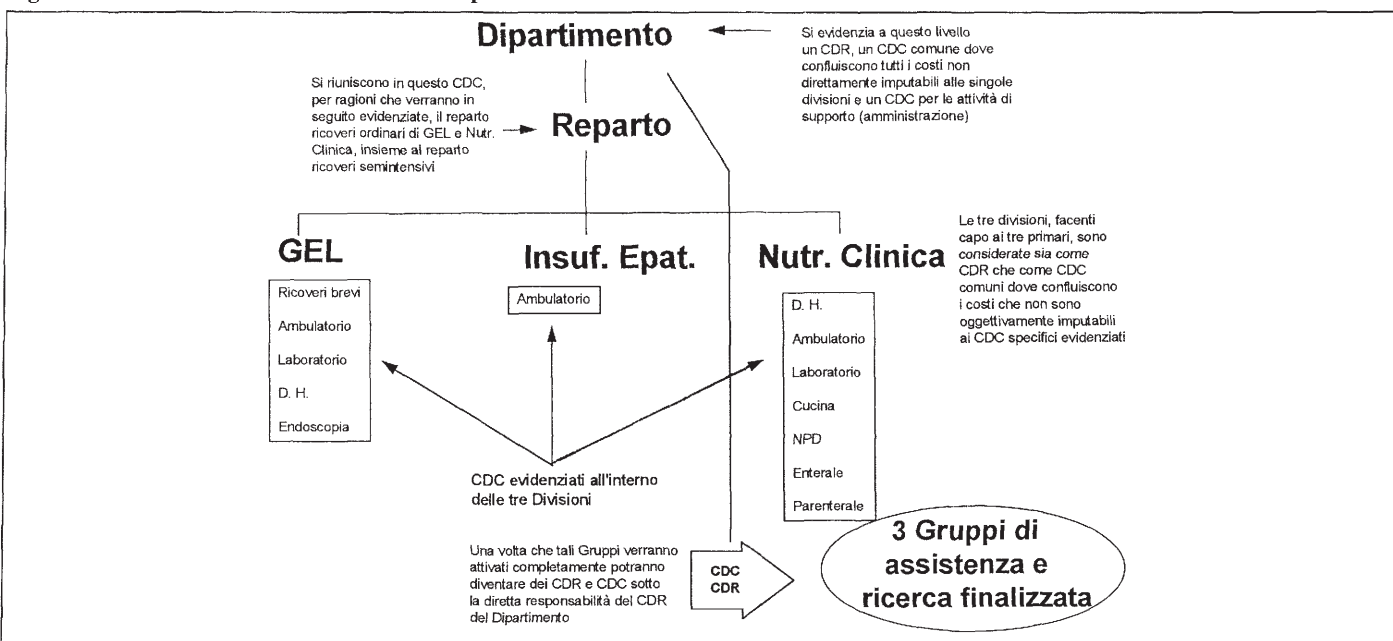 Dipartimento
Si evidenzia a questo livello
un CDR, un CDC comune dove
confluiscono tutti i costi non
direttamente imputabili alle singole
divisioni e un CDC per le attività di
supporto (amministrazione)
Si riuniscono in questo CDC,
per ragioni che verranno in
seguito evidenziate, il reparto
ricoveri ordinari di GEL e Nutr.
Clinica, insieme al reparto
ricoveri semintensivi
Reparto
GEL
Ricoveri brevi
Ambulatorio
Laboratorio
D. H.
Endoscopia
Insuf. Epat.
Ambulatorio
Nutr. Clinica
D. H.
Ambulatorio
Laboratorio
Cucina
NPD
Enterale
Parenterale
Le tre divisioni, facenti
capo ai tre primari, sono
considerate sia come
CDR che come CDC
comuni dove confluiscono
i costi che non sono
oggettivamente imputabili
ai CDC specifici evidenziati
CDC evidenziati all'interno
delle tre Divisioni
Una volta che tali Gruppi verranno
attivati completamente potranno
diventare dei CDR e CDC sotto
la diretta responsabilità del CDR
del Dipartimento
CDC
CDR
3 Gruppi di
assistenza e
ricerca finalizzata